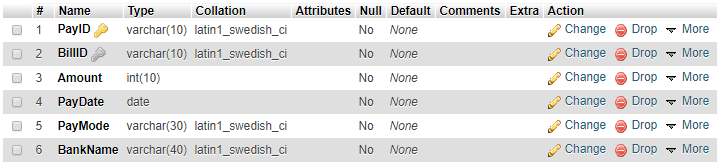 # Name Type Collation Attributes Null Default Comments Extra Action
1 PayID varchar(10) latin1_swedish_ci No None Change Drop More
2 BillID varchar(10) latin1_swedish_ci No None Change Drop More
3 Amount int(10) No None Change Drop More
4 PayDate date No None Change Drop More
5 PayMode varchar(30) latin1_swedish_ci No None Change Drop More
6 BankName varchar(40) latin1_swedish_ci No None Change Drop More